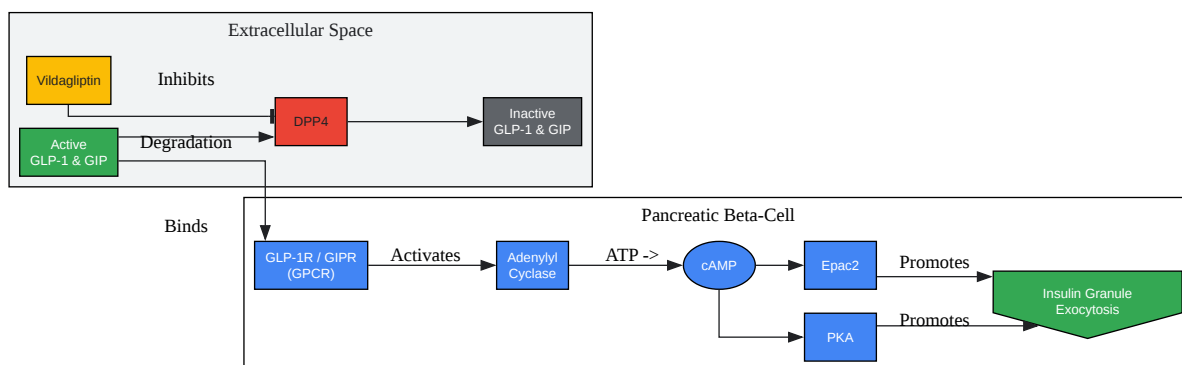 Extracellular Space
Vildagliptin
Inhibits
DPP4
Inactive
GLP-1 & GIP
Active
GLP-1 & GIP
Degradation
Binds
Pancreatic Beta-Cell
GLP-1R / GIPR
(GPCR)
Activates
Adenylyl
Cyclase
ATP ->
cAMP
Epac2
Promotes
Insulin Granule
Exocytosis
PKA
Promotes